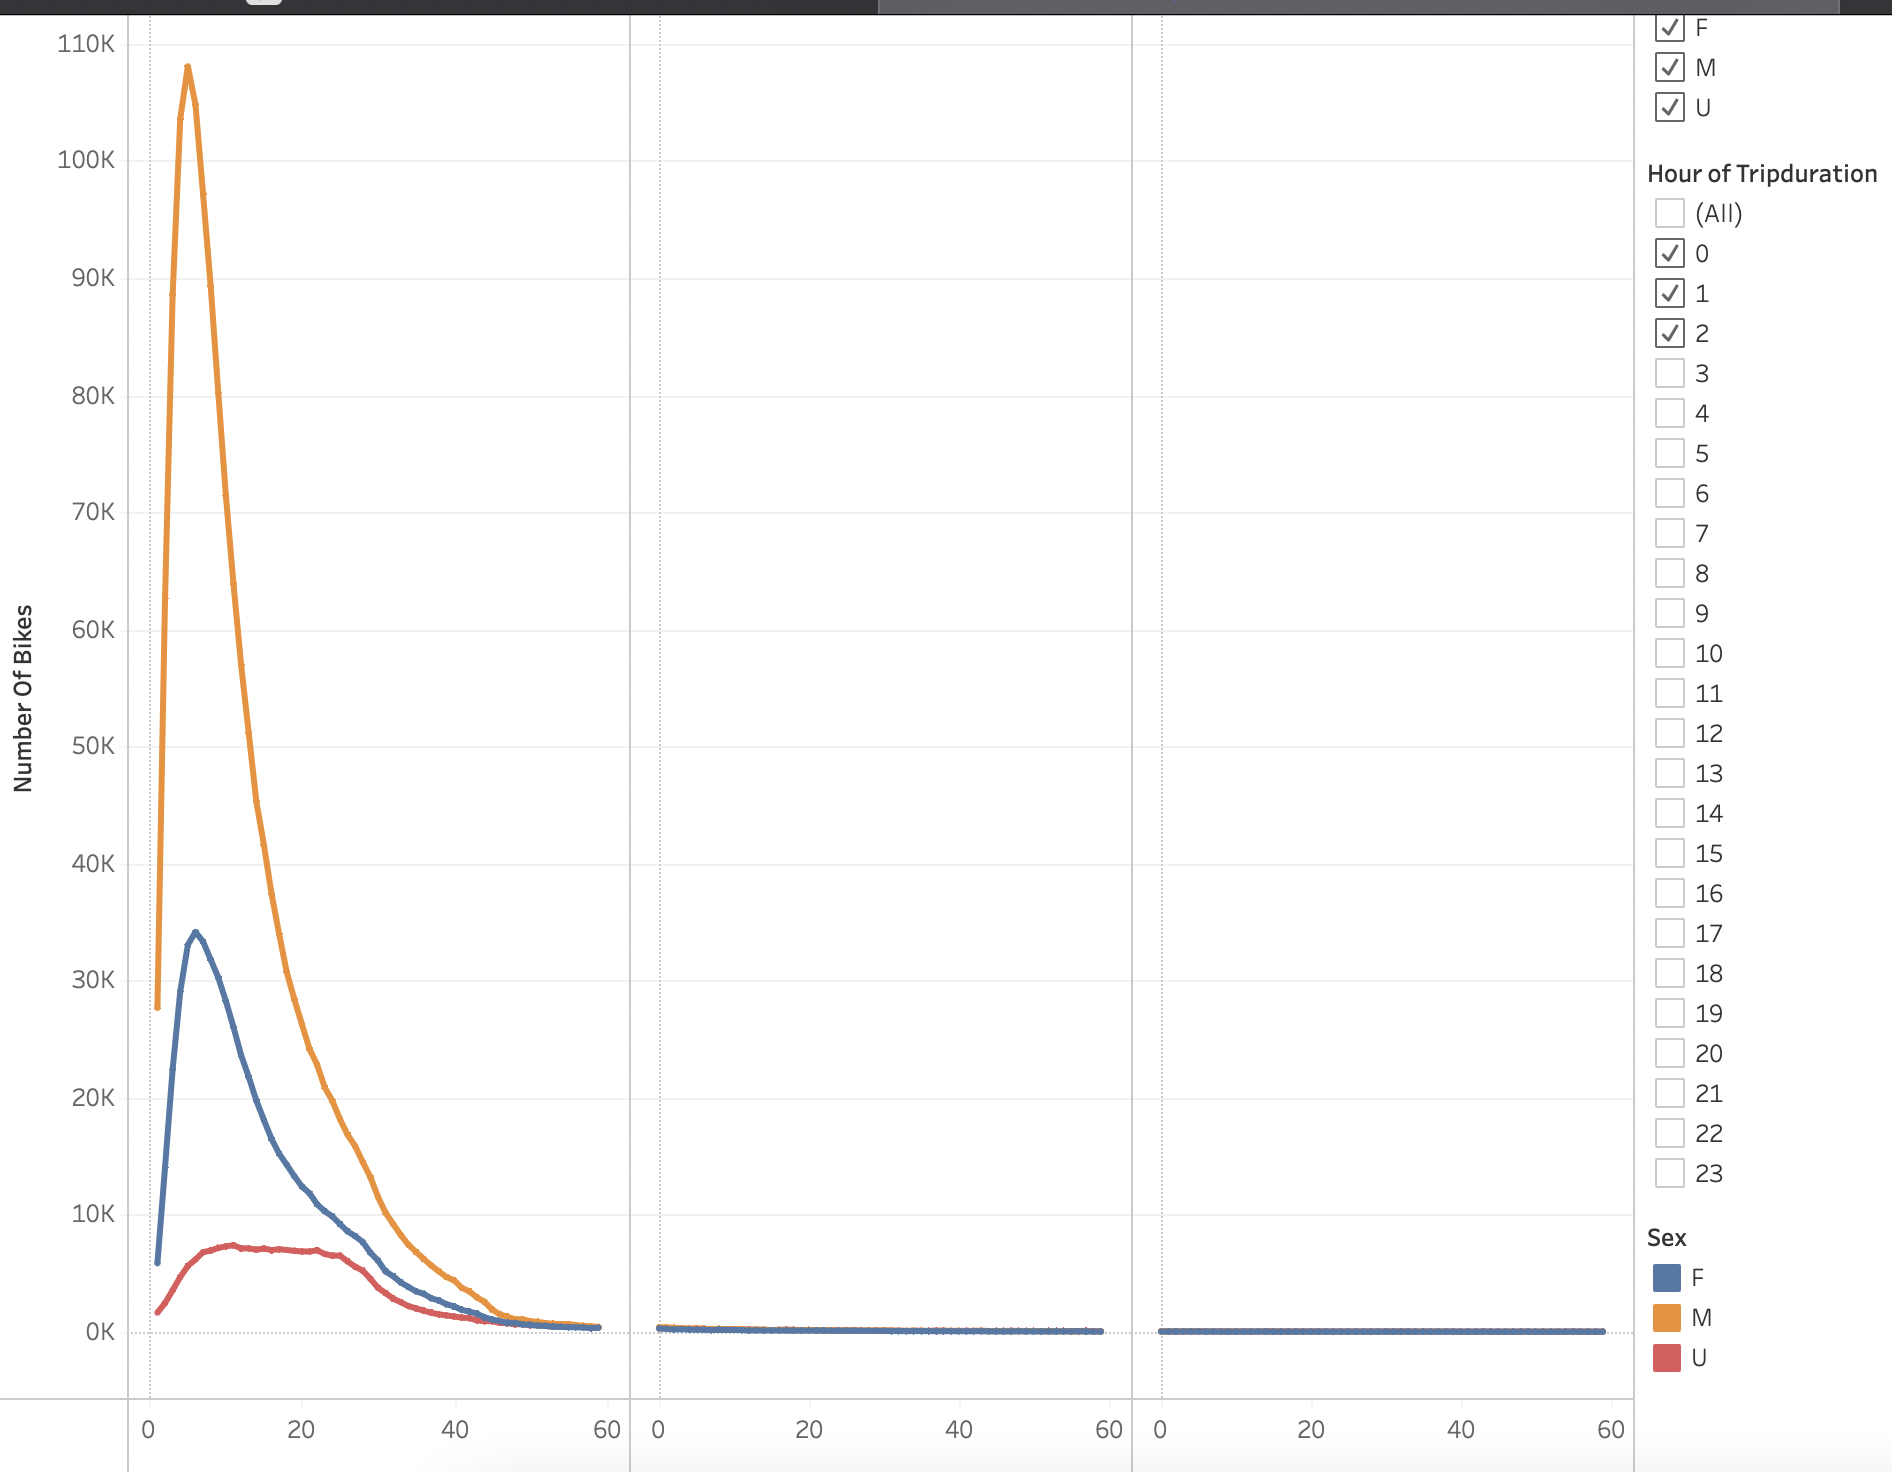 110K
100K
90K
80K
70K
60K
50K
40K
30K
20K
10K
0K
Number Of Bikes
0 20 40 60 0 20 40 60 0 20 40 60
F
M
U
Hour of Tripduration
(All)
0
1
2
3
4
5
6
7
8
9
10
11
12
13
14
15
16
17
18
19
20
21
22
23
Sex
F
M
U